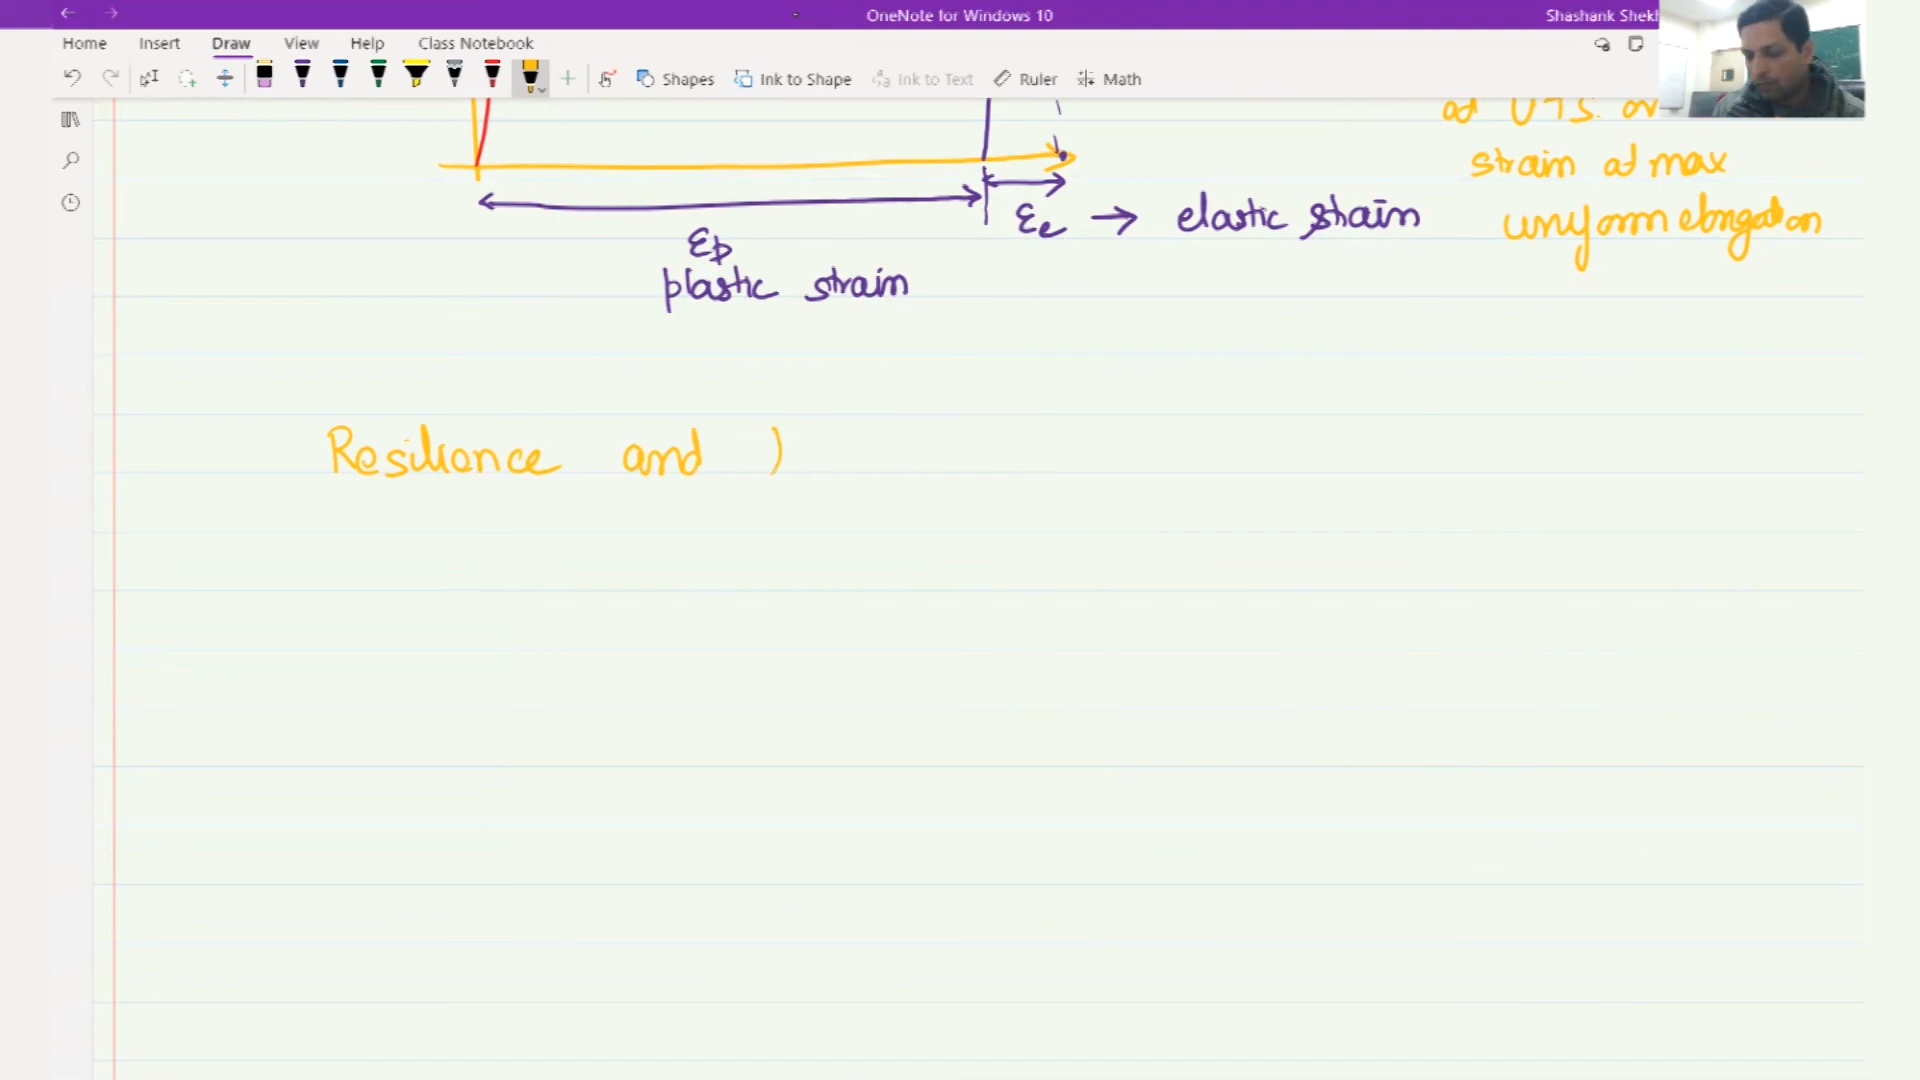 OneNote for Windows 10
Shashank Shekh
Home Insert Draw View Help Class Notebook
Shapes Ink to Shape Ink to Text Ruler Math
at UTS. or
strain at max
uniform elongation
εe → elastic strain
εp
plastic strain
Resilience and )